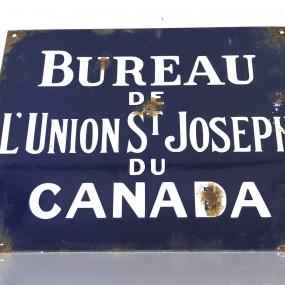 BUREAU
DE
L'UNION ST JOSEPH
DU
CANADA